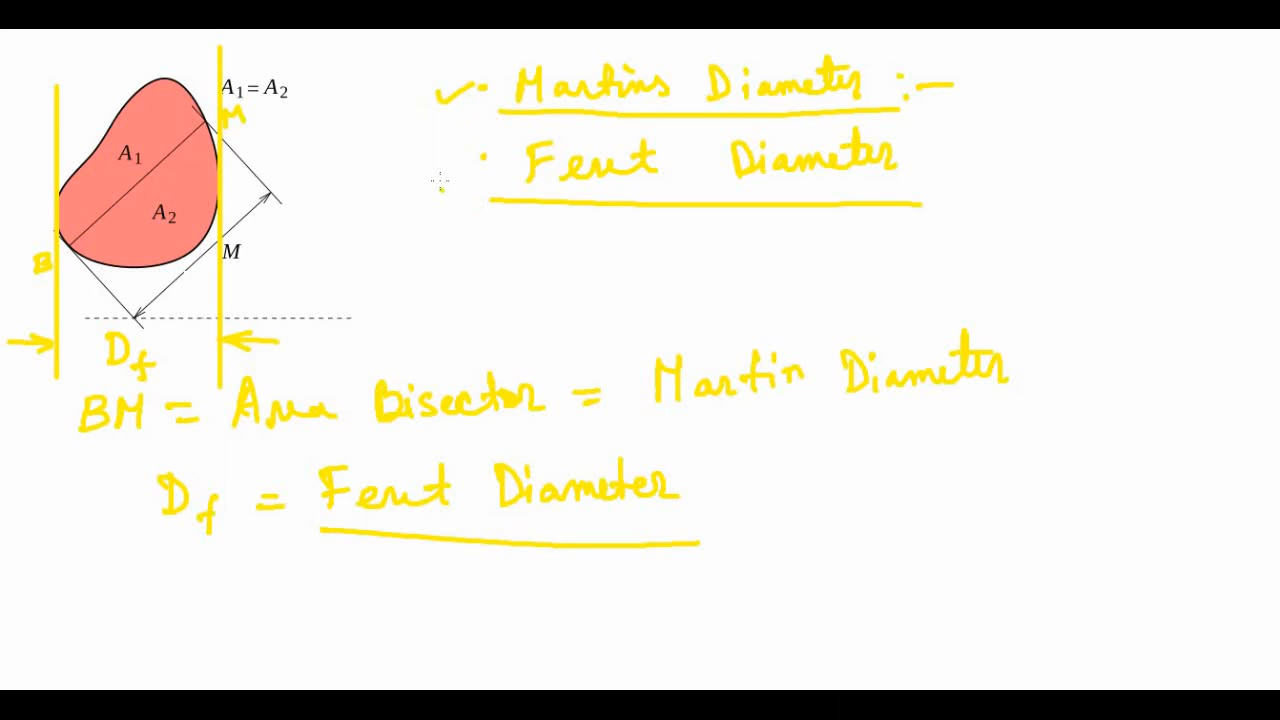 A1 = A2
M
A1
A2
M
B
Df
Martins Diameter :-
Feret Diameter
BM = Area Bisector = Martin Diameter
Df = Feret Diameter